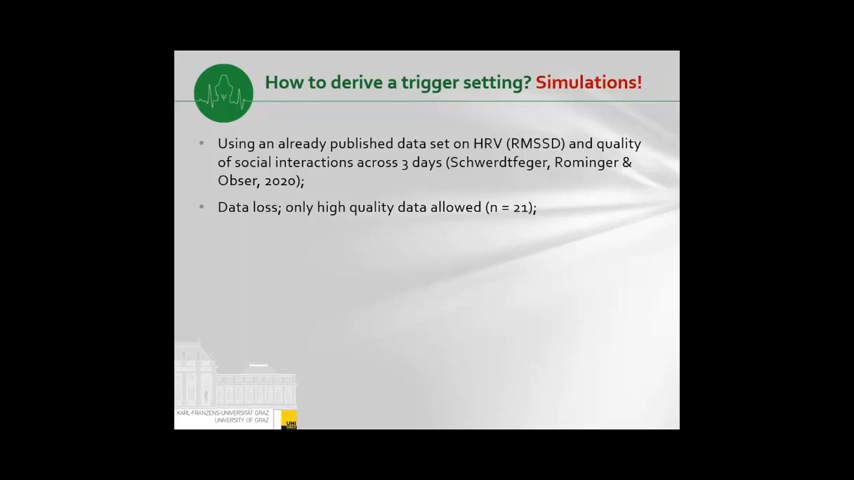 How to derive a trigger setting? Simulations!
• Using an already published data set on HRV (RMSSD) and quality
of social interactions across 3 days (Schwerdtfeger, Rominger &
Obser, 2020);
• Data loss; only high quality data allowed (n = 21);
KARL-FRANZENS-UNIVERSITÄT GRAZ
UNIVERSITY OF GRAZ
UNI